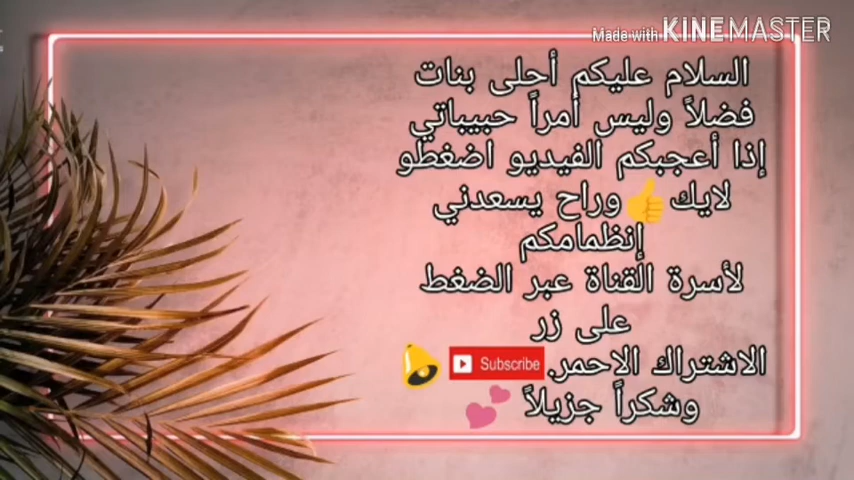 Made with KINEMASTER
السلام عليكم أحلى بنات
فضلاً وليس أمراً حبيباتي
إذا أعجبكم الفيديو اضغطو
لايك👍وراح يسعدني
إنظمامكم
لأسرة القناة عبر الضغط
على زر
الاشتراك الاحمر. Subscribe 🔔
وشكراً جزيلاً 💕